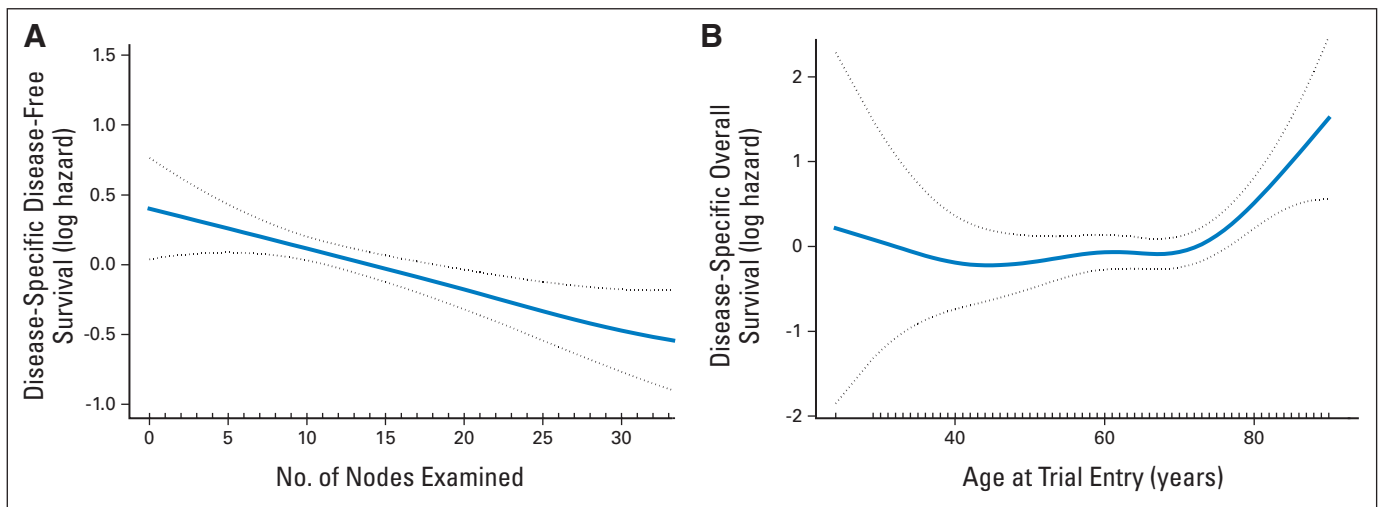 A
Disease-Specific Disease-Free
Survival (log hazard)
1.5
1.0
0.5
0.0
-0.5
-1.0
0
5
10
15
20
25
30
No. of Nodes Examined
B
Disease-Specific Overall
Survival (log hazard)
2
1
0
-1
-2
40
60
80
Age at Trial Entry (years)